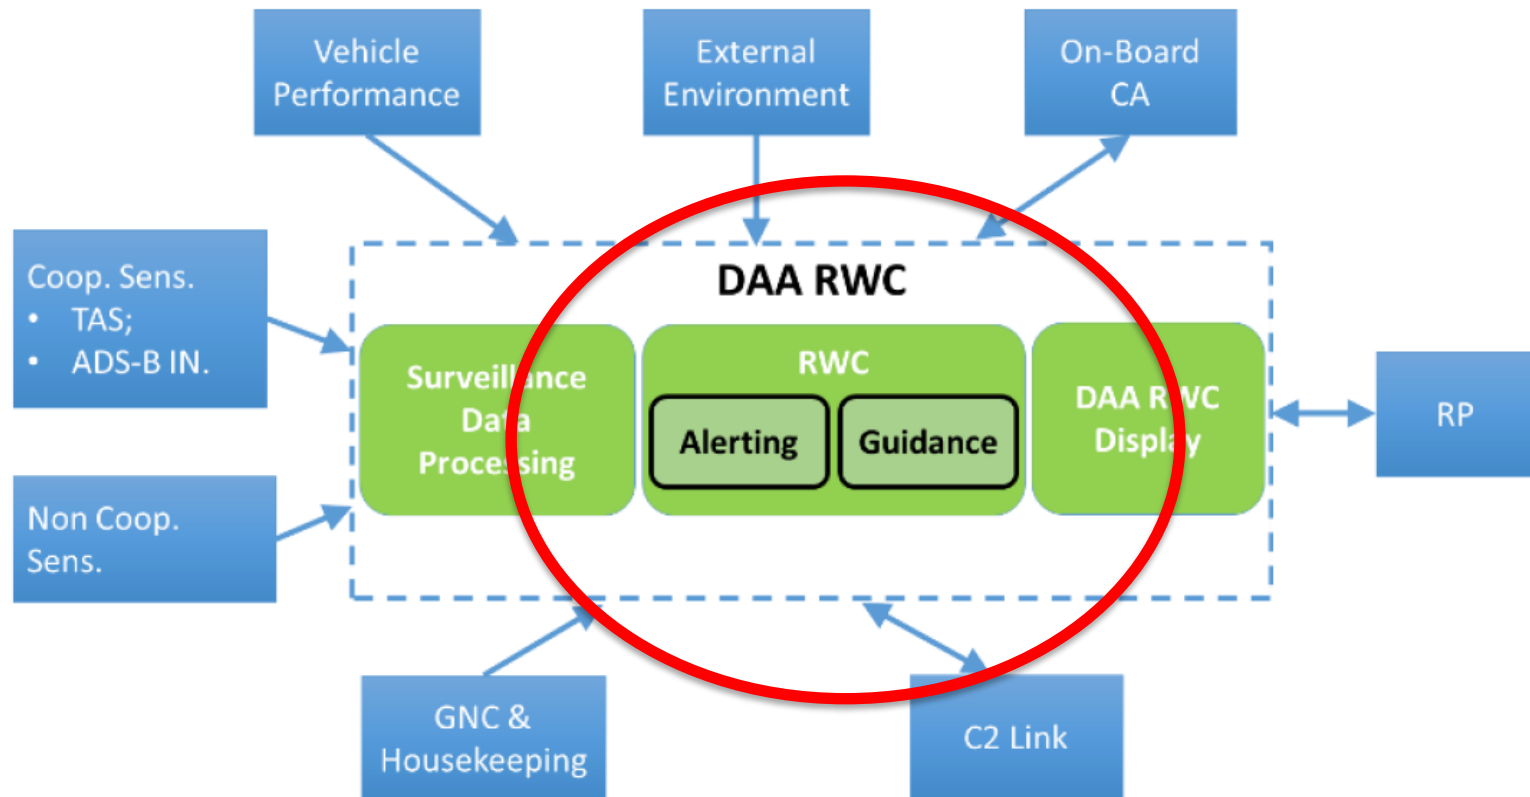 Vehicle
Performance
External
Environment
On-Board
CA
Coop. Sens.
• TAS;
• ADS-B IN.
Non Coop.
Sens.
DAA RWC
Surveillance
Data
Processing
RWC
Alerting
Guidance
DAA RWC
Display
RP
GNC &
Housekeeping
C2 Link